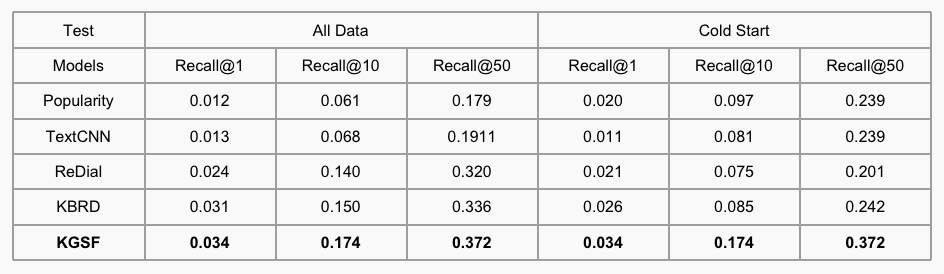 Test All Data Cold Start
Models Recall@1 Recall@10 Recall@50 Recall@1 Recall@10 Recall@50
Popularity 0.012 0.061 0.179 0.020 0.097 0.239
TextCNN 0.013 0.068 0.1911 0.011 0.081 0.239
ReDial 0.024 0.140 0.320 0.021 0.075 0.201
KBRD 0.031 0.150 0.336 0.026 0.085 0.242
KGSF 0.034 0.174 0.372 0.034 0.174 0.372